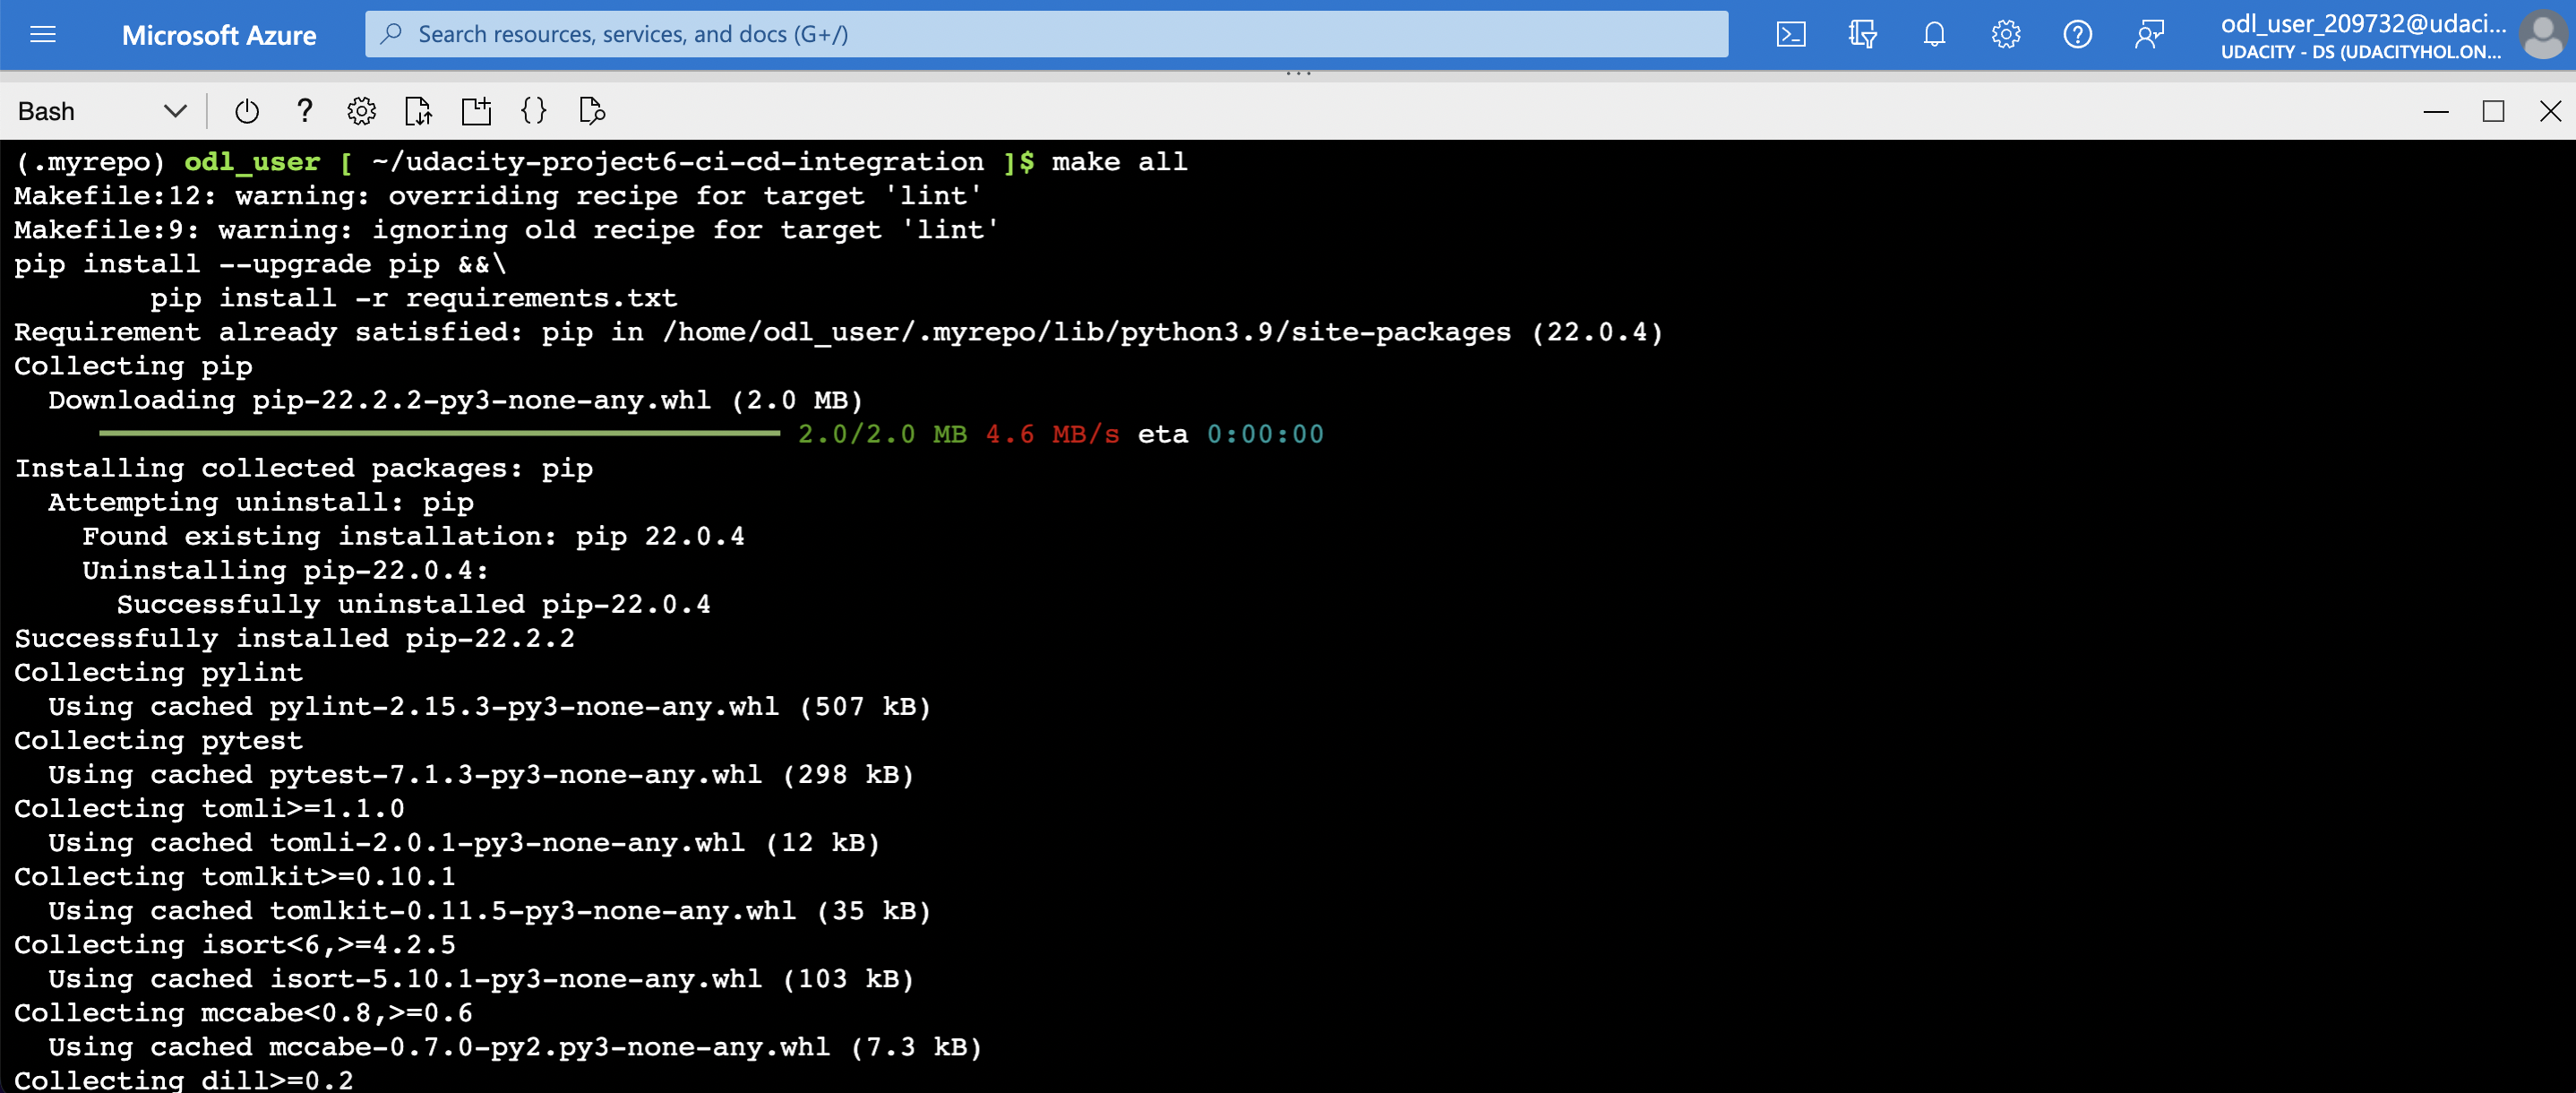 Microsoft Azure
Search resources, services, and docs (G+/)
odl_user_209732@udaci...
UDACITY - DS (UDACITYHOL.ON...
Bash
(.myrepo) odl_user [ ~/udacity-project6-ci-cd-integration ]$ make all
Makefile:12: warning: overriding recipe for target 'lint'
Makefile:9: warning: ignoring old recipe for target 'lint'
pip install --upgrade pip &&\
        pip install -r requirements.txt
Requirement already satisfied: pip in /home/odl_user/.myrepo/lib/python3.9/site-packages (22.0.4)
Collecting pip
  Downloading pip-22.2.2-py3-none-any.whl (2.0 MB)
2.0/2.0 MB 4.6 MB/s eta 0:00:00
Installing collected packages: pip
  Attempting uninstall: pip
    Found existing installation: pip 22.0.4
    Uninstalling pip-22.0.4:
      Successfully uninstalled pip-22.0.4
Successfully installed pip-22.2.2
Collecting pylint
  Using cached pylint-2.15.3-py3-none-any.whl (507 kB)
Collecting pytest
  Using cached pytest-7.1.3-py3-none-any.whl (298 kB)
Collecting tomli>=1.1.0
  Using cached tomli-2.0.1-py3-none-any.whl (12 kB)
Collecting tomlkit>=0.10.1
  Using cached tomlkit-0.11.5-py3-none-any.whl (35 kB)
Collecting isort<6,>=4.2.5
  Using cached isort-5.10.1-py3-none-any.whl (103 kB)
Collecting mccabe<0.8,>=0.6
  Using cached mccabe-0.7.0-py2.py3-none-any.whl (7.3 kB)
Collecting dill>=0.2